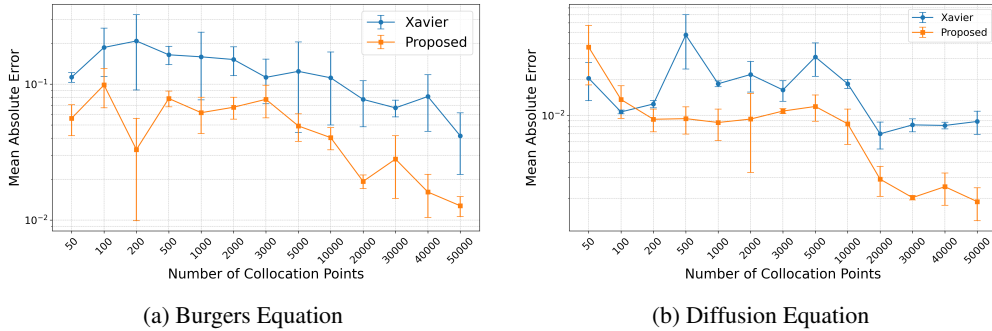 Mean Absolute Error
10⁻¹
10⁻²
Xavier
Proposed
50
100
200
500
1000
2000
3000
5000
10000
20000
30000
40000
50000
Number of Collocation Points
(a) Burgers Equation
Mean Absolute Error
10⁻²
Xavier
Proposed
50
100
200
500
1000
2000
3000
5000
10000
20000
30000
40000
50000
Number of Collocation Points
(b) Diffusion Equation